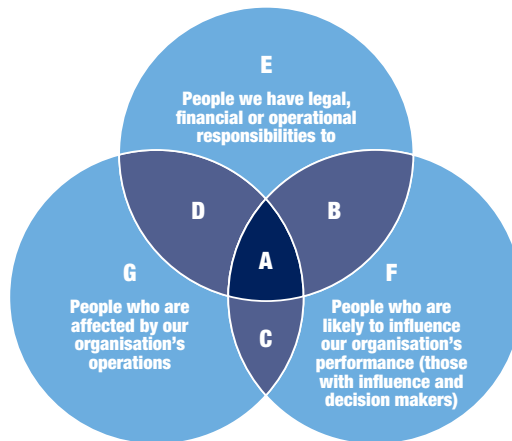 E
People we have legal,
financial or operational
responsibilities to
D
B
A
G
People who are
affected by our
organisation's
operations
F
People who are
likely to influence
our organisation's
performance (those
with influence and
decision makers)
C